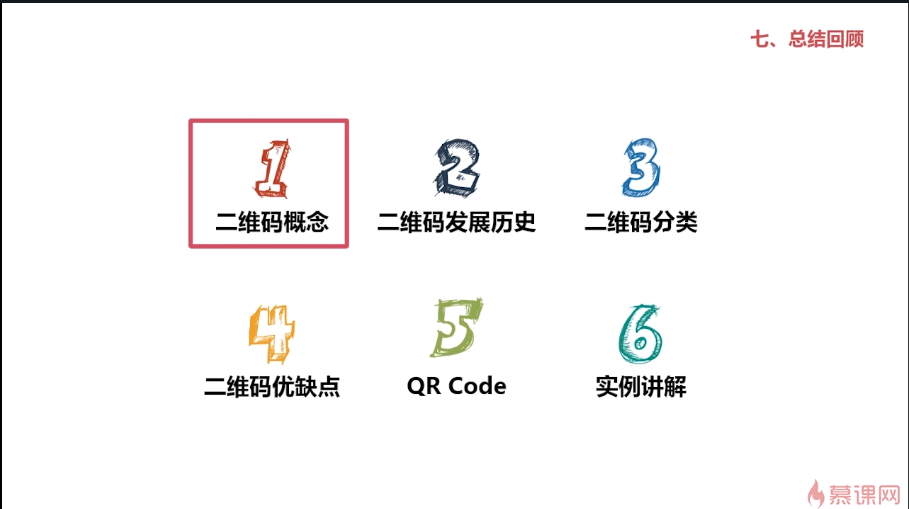 七、总结回顾
1
二维码概念
2
二维码发展历史
3
二维码分类
4
二维码优缺点
5
QR Code
6
实例讲解
慕课网